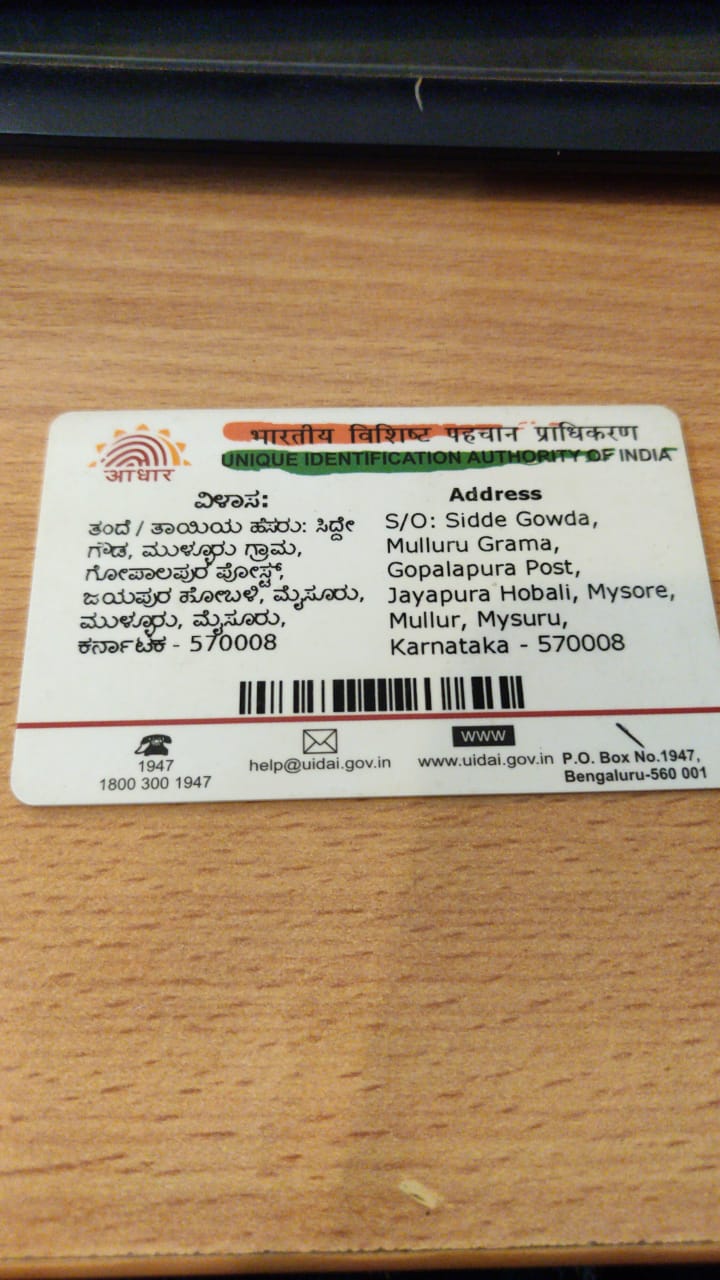 भारतीय विशिष्ट पहचान प्राधिकरण
UNIQUE IDENTIFICATION AUTHORITY OF INDIA
आधार
ವಿಳಾಸ:
ತಂದೆ / ತಾಯಿಯ ಹೆಸರು: ಸಿದ್ದೇ
ಗೌಡ, ಮುಳ್ಳೂರು ಗ್ರಾಮ,
ಗೋಪಾಲಪುರ ಪೋಸ್ಟ್,
ಜಯಪುರ ಹೋಬಳಿ, ಮೈಸೂರು,
ಮುಳ್ಳೂರು, ಮೈಸೂರು,
ಕರ್ನಾಟಕ - 570008
Address
S/O: Sidde Gowda,
Mulluru Grama,
Gopalapura Post,
Jayapura Hobali, Mysore,
Mullur, Mysuru,
Karnataka - 570008
1947
1800 300 1947
help@uidai.gov.in
www
www.uidai.gov.in
P.O. Box No.1947,
Bengaluru-560 001